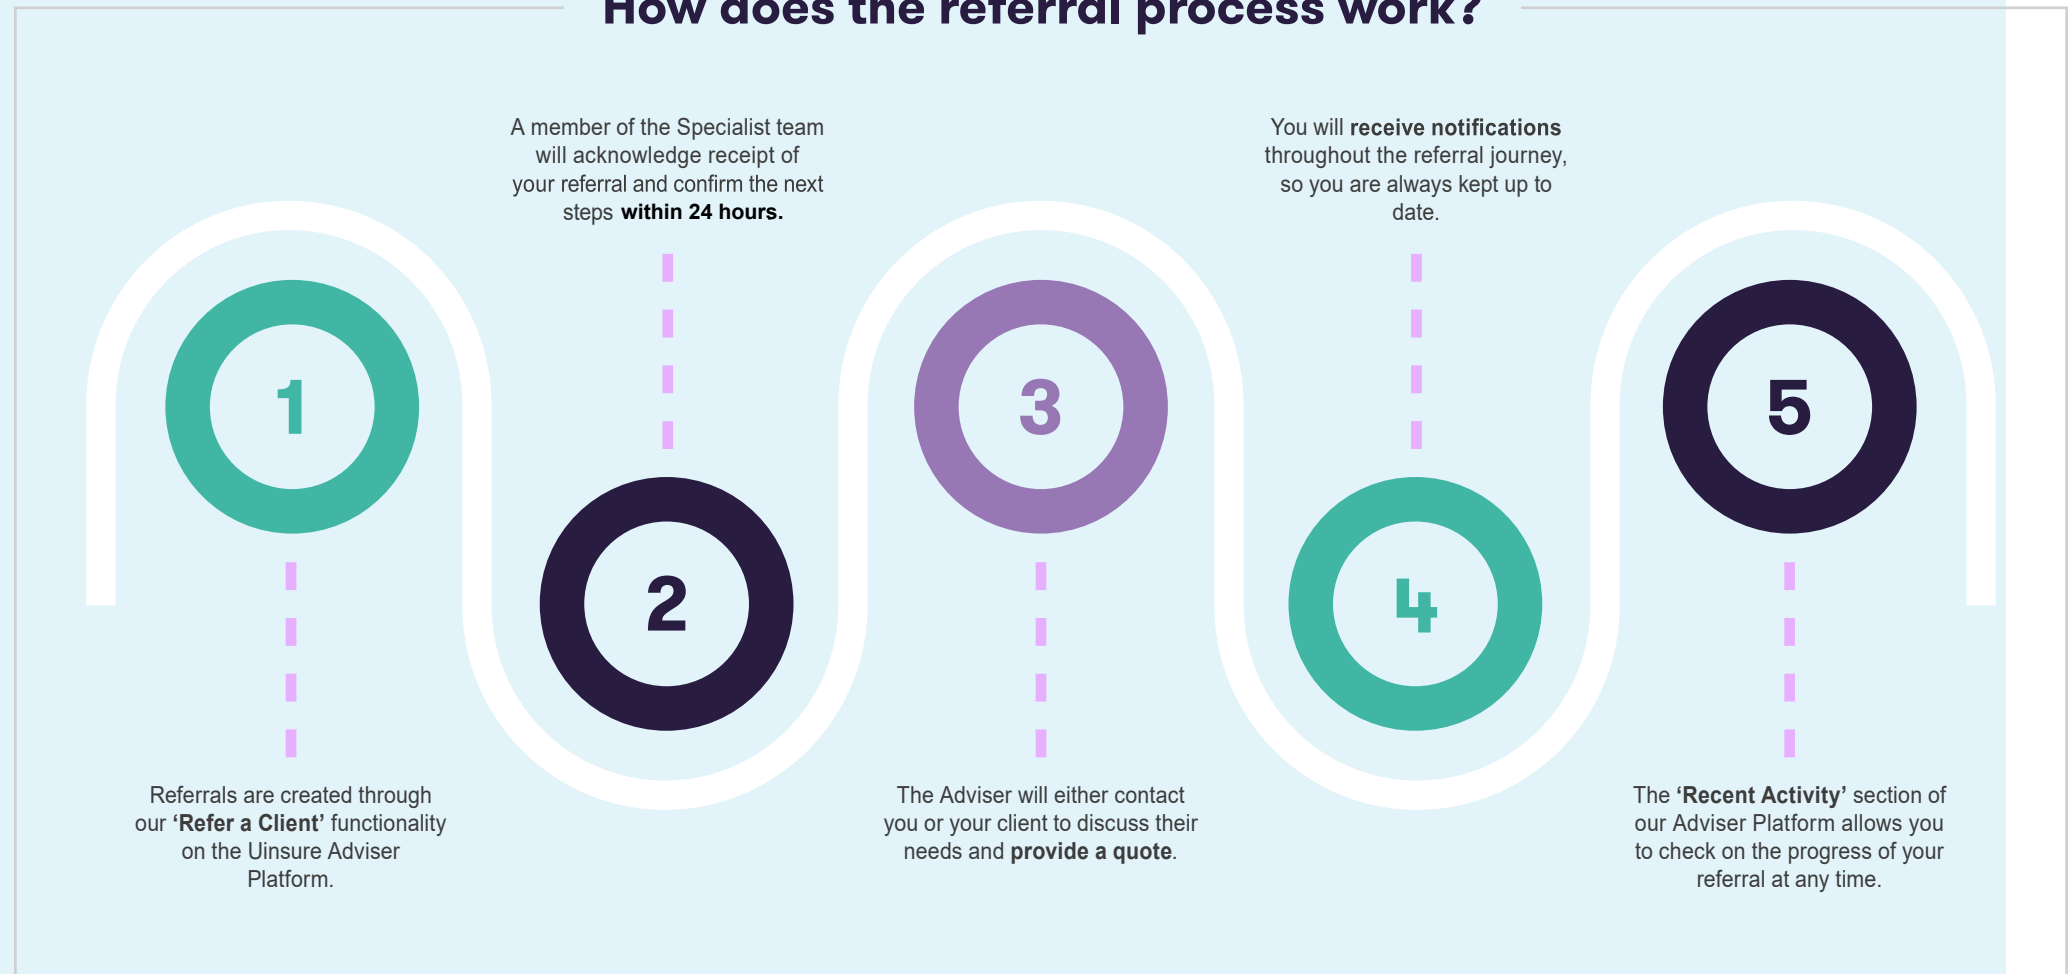 How does the referral process work?
1
Referrals are created through
our ‘Refer a Client’ functionality
on the Uinsure Adviser
Platform.
A member of the Specialist team
will acknowledge receipt of
your referral and confirm the next
steps within 24 hours.
2
3
The Adviser will either contact
you or your client to discuss their
needs and provide a quote.
You will receive notifications
throughout the referral journey,
so you are always kept up to
date.
4
5
The ‘Recent Activity’ section of
our Adviser Platform allows you
to check on the progress of your
referral at any time.